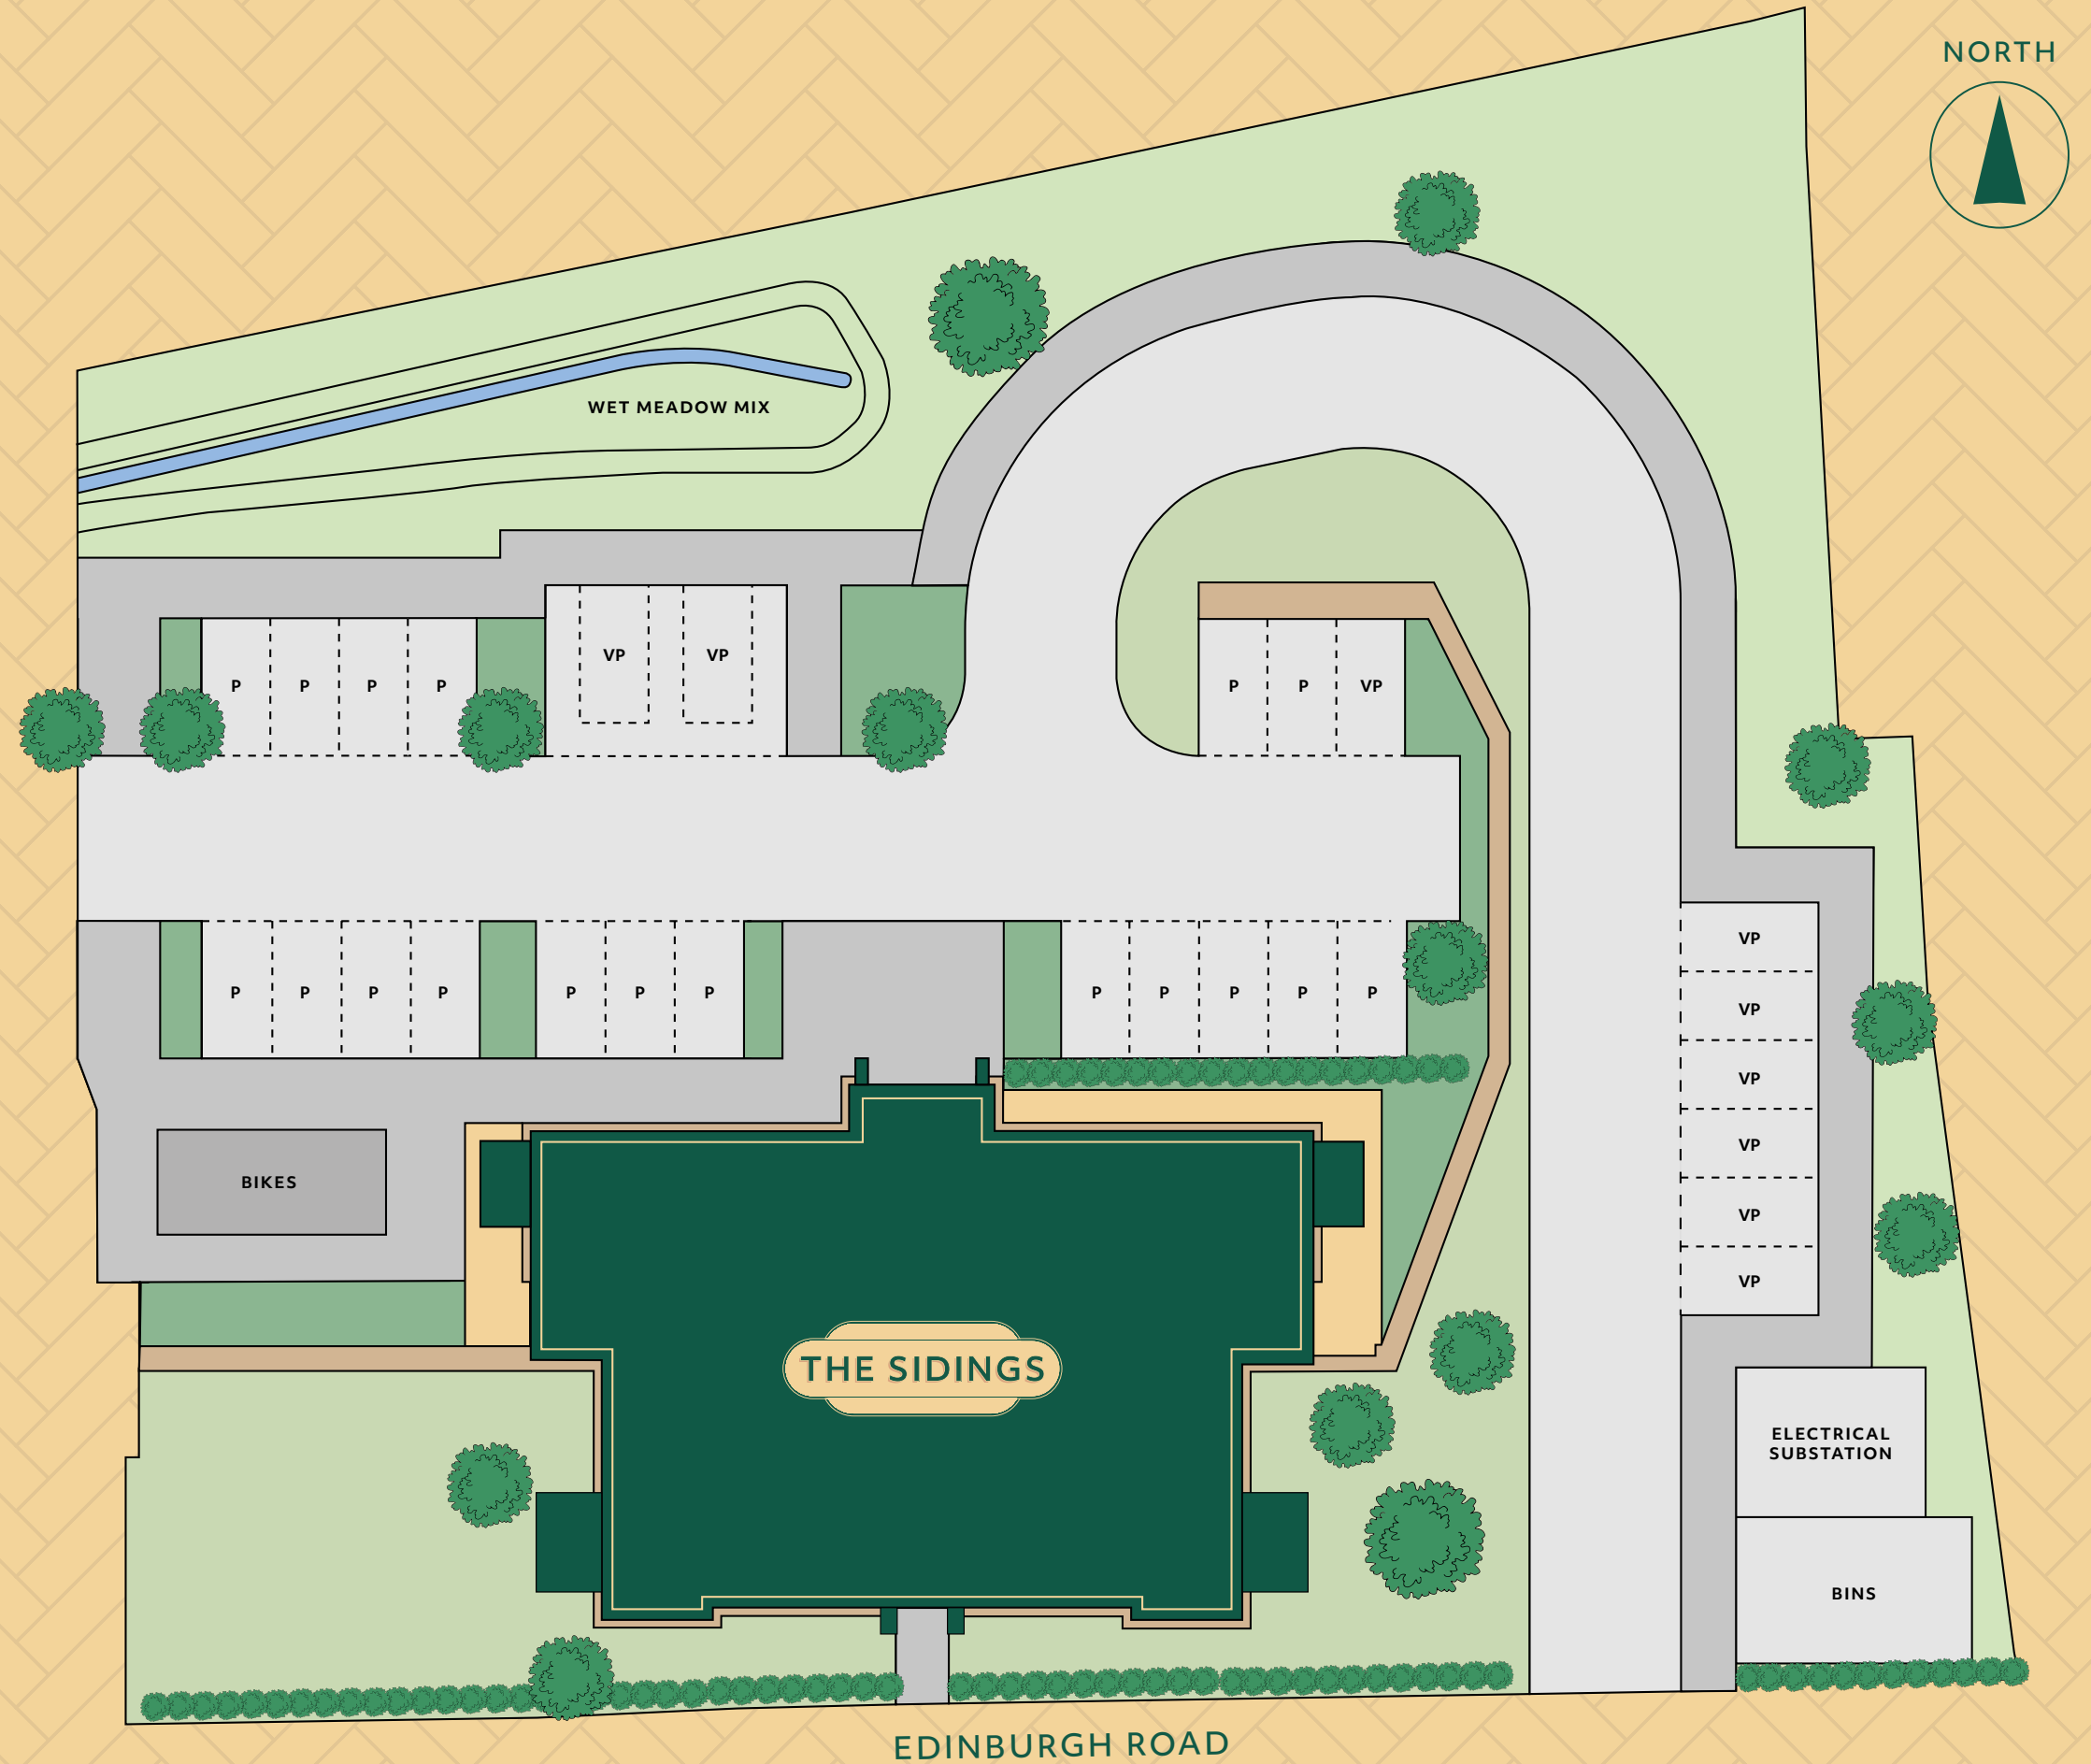 NORTH
WET MEADOW MIX
VP VP
P P P P
P P VP
VP
P P P P P P P P P P P P
VP
VP
VP
BIKES
VP
VP
THE SIDINGS
ELECTRICAL
SUBSTATION
BINS
EDINBURGH ROAD